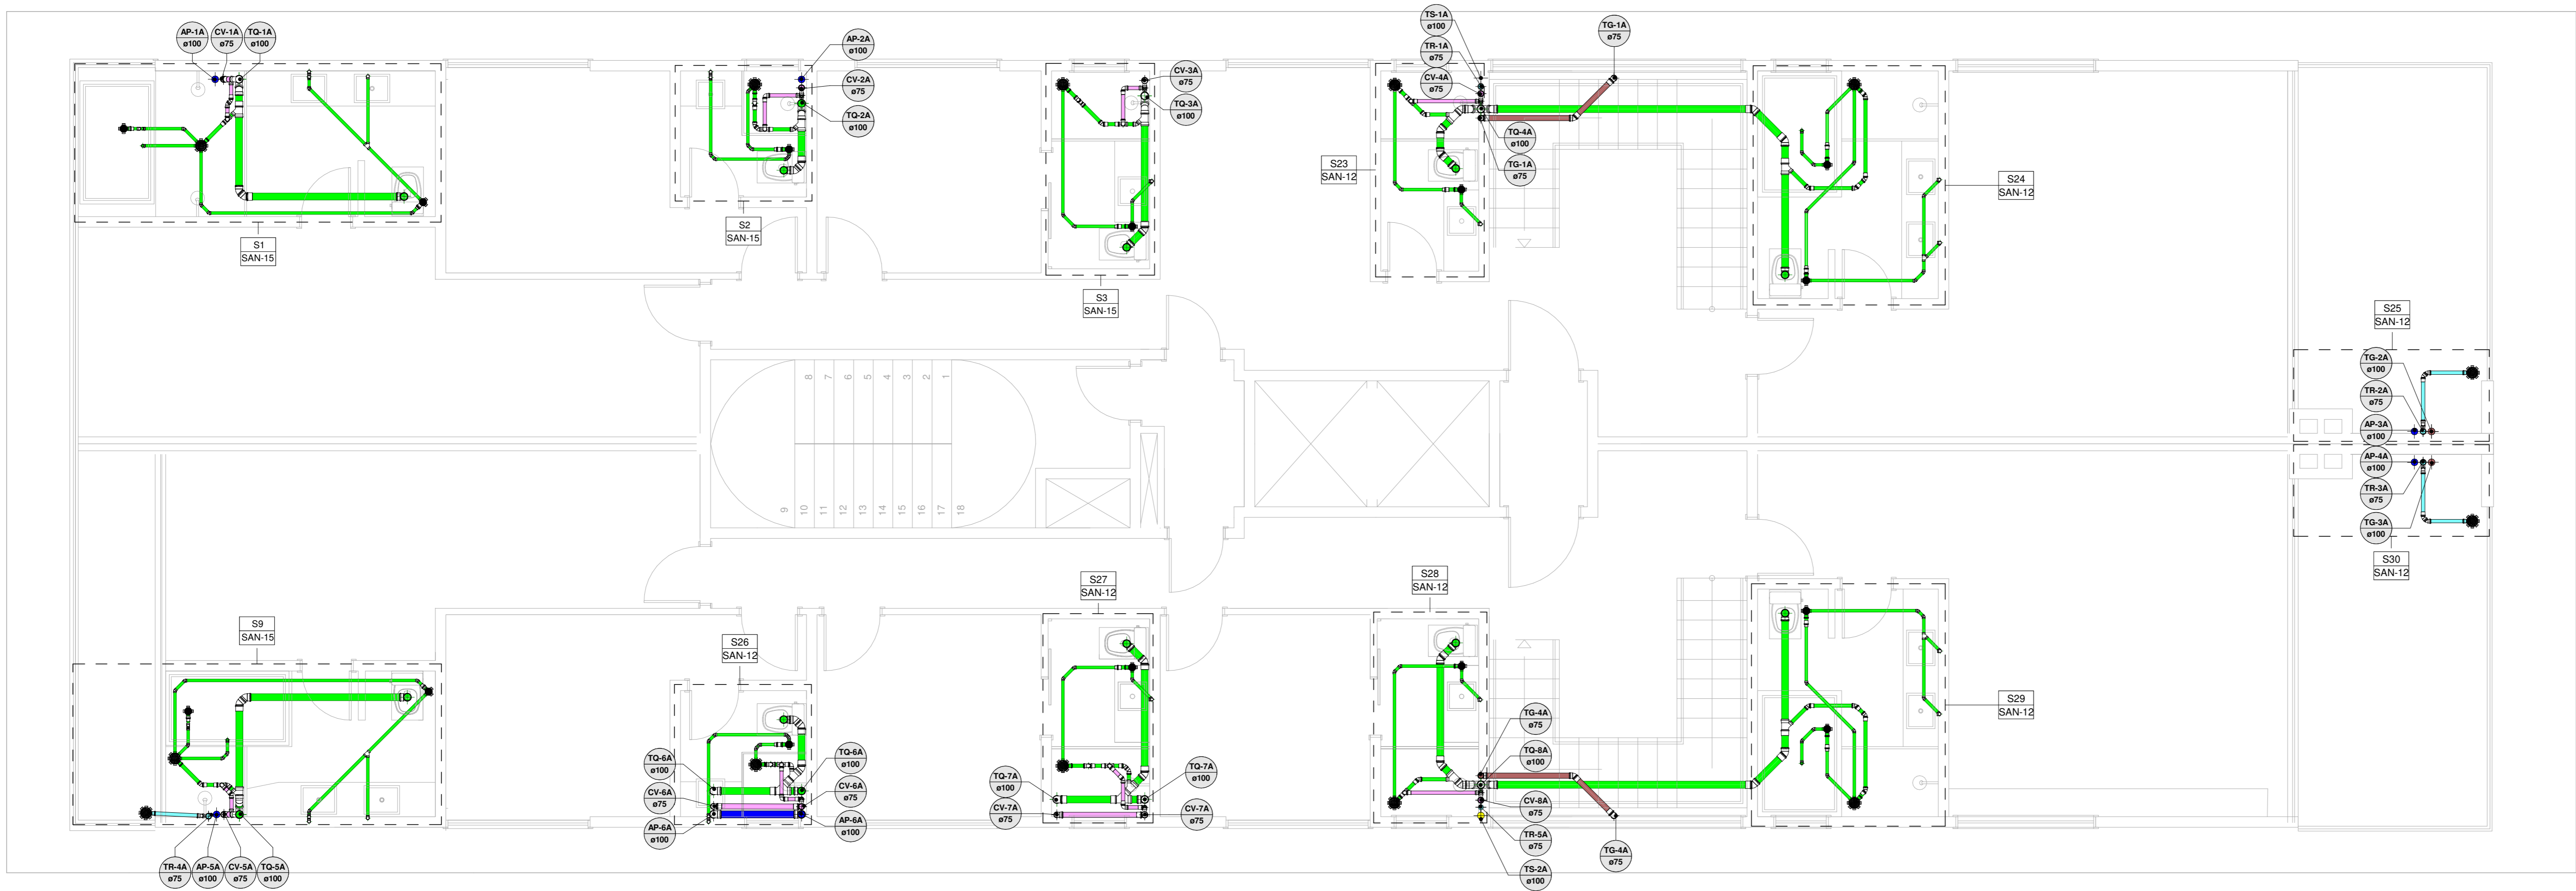 AP-1A
ø100
CV-1A
ø75
TQ-1A
ø100
AP-2A
ø100
CV-2A
ø75
TQ-2A
ø100
CV-3A
ø75
TQ-3A
ø100
TS-1A
ø100
TR-1A
ø75
CV-4A
ø75
TG-1A
ø75
TQ-4A
ø100
TG-1A
ø75
S1
SAN-15
S2
SAN-15
S3
SAN-15
S23
SAN-12
S24
SAN-12
S25
SAN-12
TG-2A
ø100
TR-2A
ø75
AP-3A
ø100
AP-4A
ø100
TR-3A
ø75
TG-3A
ø100
S30
SAN-12
8
7
6
5
4
3
2
1
9
10
11
12
13
14
15
16
17
18
S9
SAN-15
S26
SAN-12
S27
SAN-12
S28
SAN-12
S29
SAN-12
TR-4A
ø75
AP-5A
ø100
CV-5A
ø75
TQ-5A
ø100
TQ-6A
ø100
CV-6A
ø75
AP-6A
ø100
TQ-6A
ø100
CV-6A
ø75
AP-6A
ø100
TQ-7A
ø100
CV-7A
ø75
TQ-7A
ø100
CV-7A
ø75
TG-4A
ø75
TQ-8A
ø100
CV-8A
ø75
TR-5A
ø75
TS-2A
ø100
TG-4A
ø75